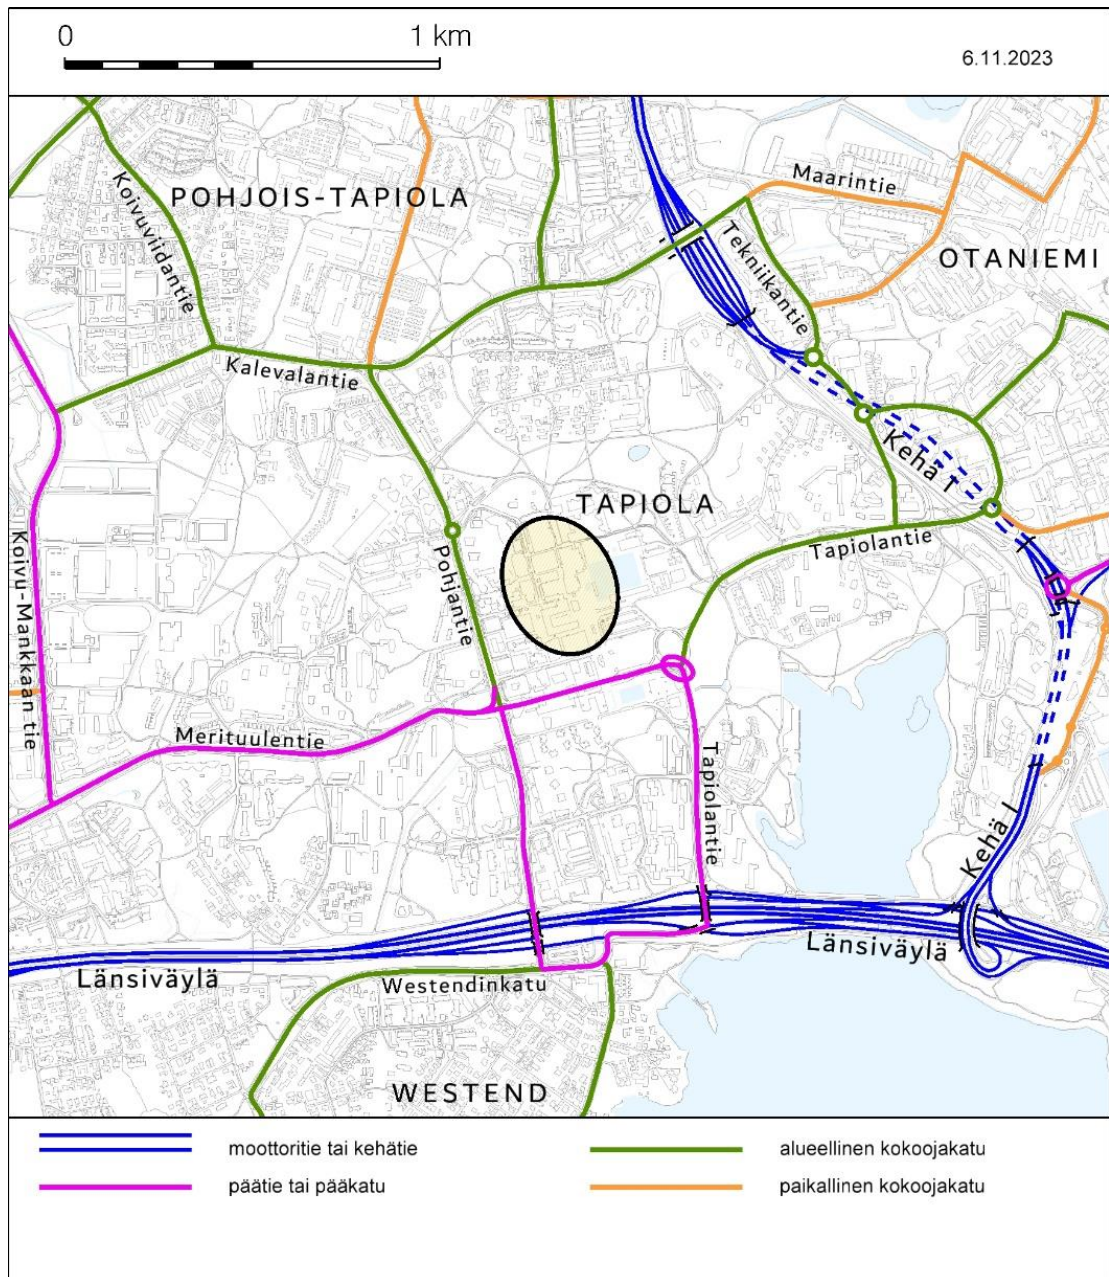 0 1 km
6.11.2023
Maarintie
POHJOIS-TAPIOLA
Koivuviidantie
Tekniikantie
OTANIEMI
Kalevalantie
Kehä I
TAPIOLA
Tapiolantie
Koivu-Mankkaan tie
Pohjantie
Merituulentie
Tapiolantie
Kehä I
Länsiväylä
Länsiväylä
Westendinkatu
WESTEND
moottoritie tai kehätie
alueellinen kokoojakatu
päätie tai pääkatu
paikallinen kokoojakatu